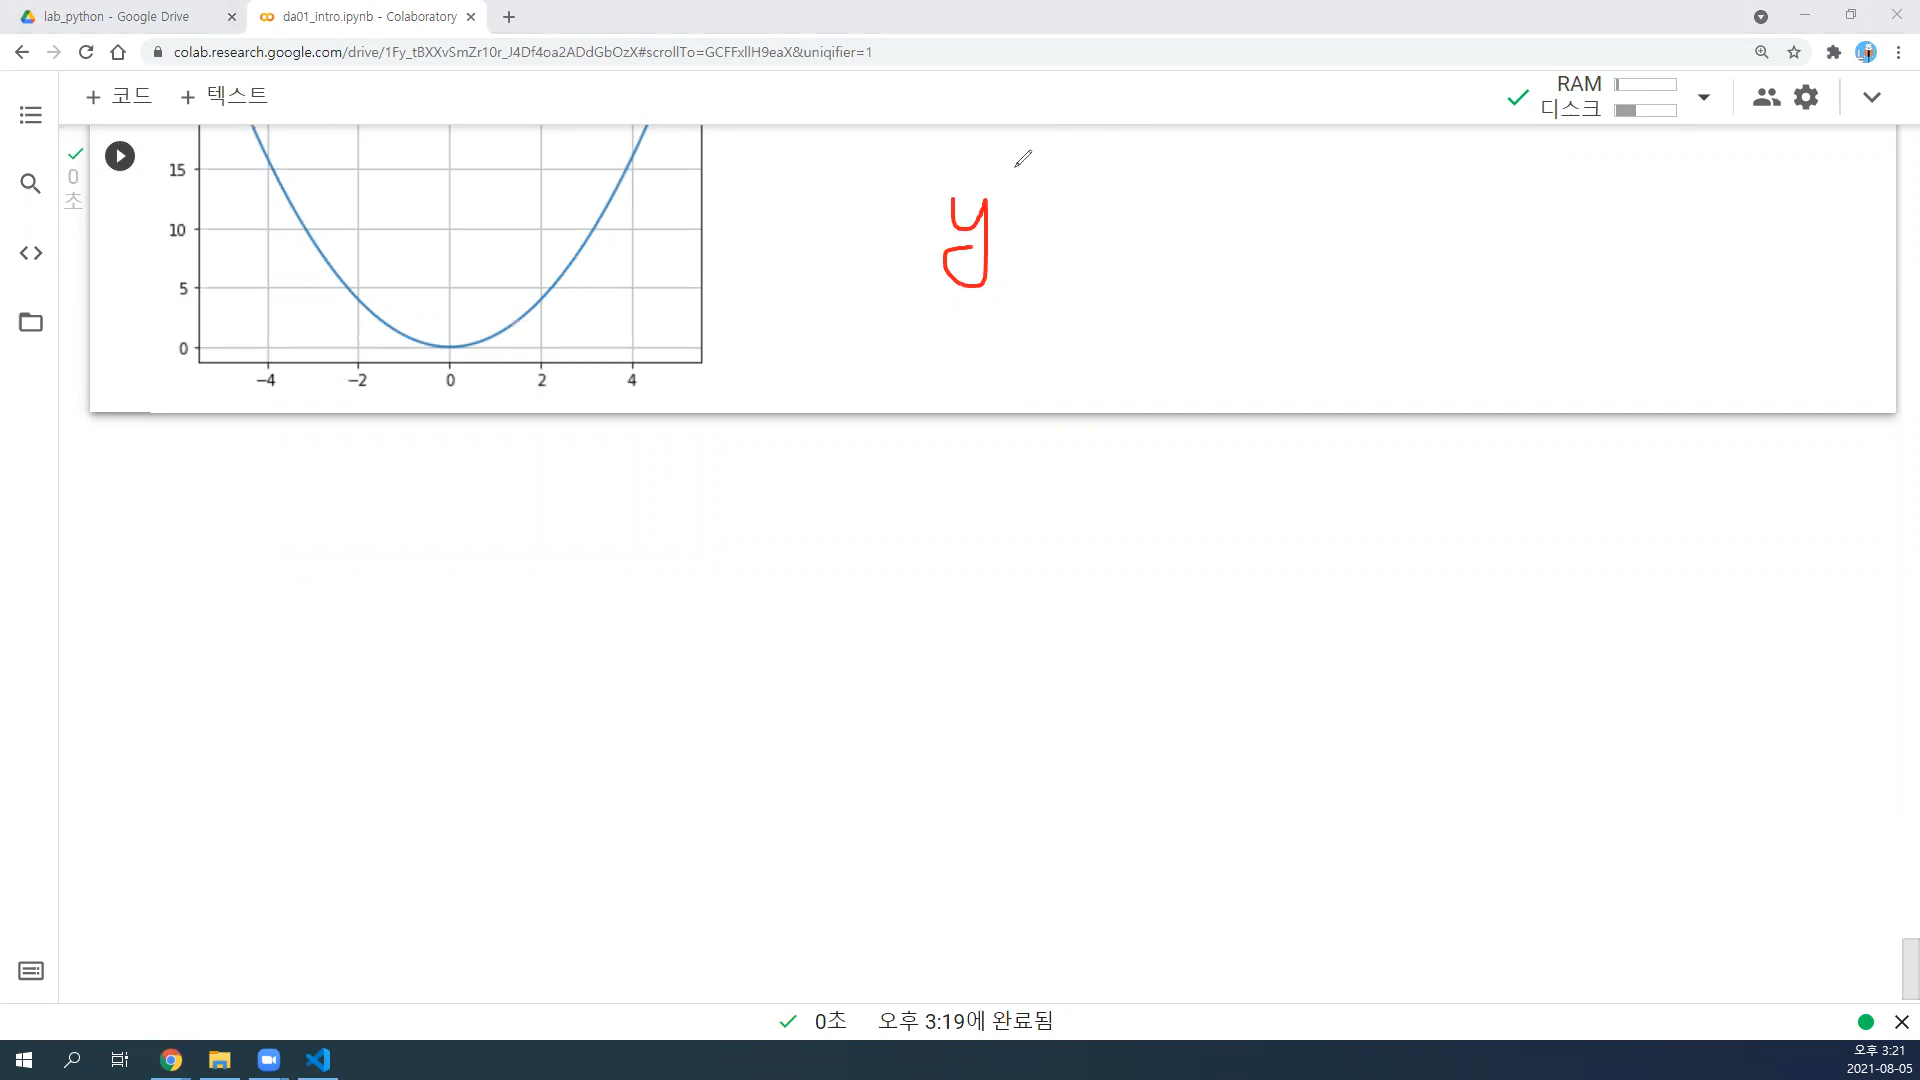 lab_python - Google Drive
da01_intro.ipynb - Colaboratory
colab.research.google.com/drive/1Fy_tBXXvSmZr10r_J4Df4oa2ADdGbOzX#scrollTo=GCFFxllH9eaX&uniqifier=1
+ 코드 + 텍스트
RAM
디스크
0
초
15
10
5
0
−4 −2 0 2 4
y
0초 오후 3:19에 완료됨
오후 3:21
2021-08-05